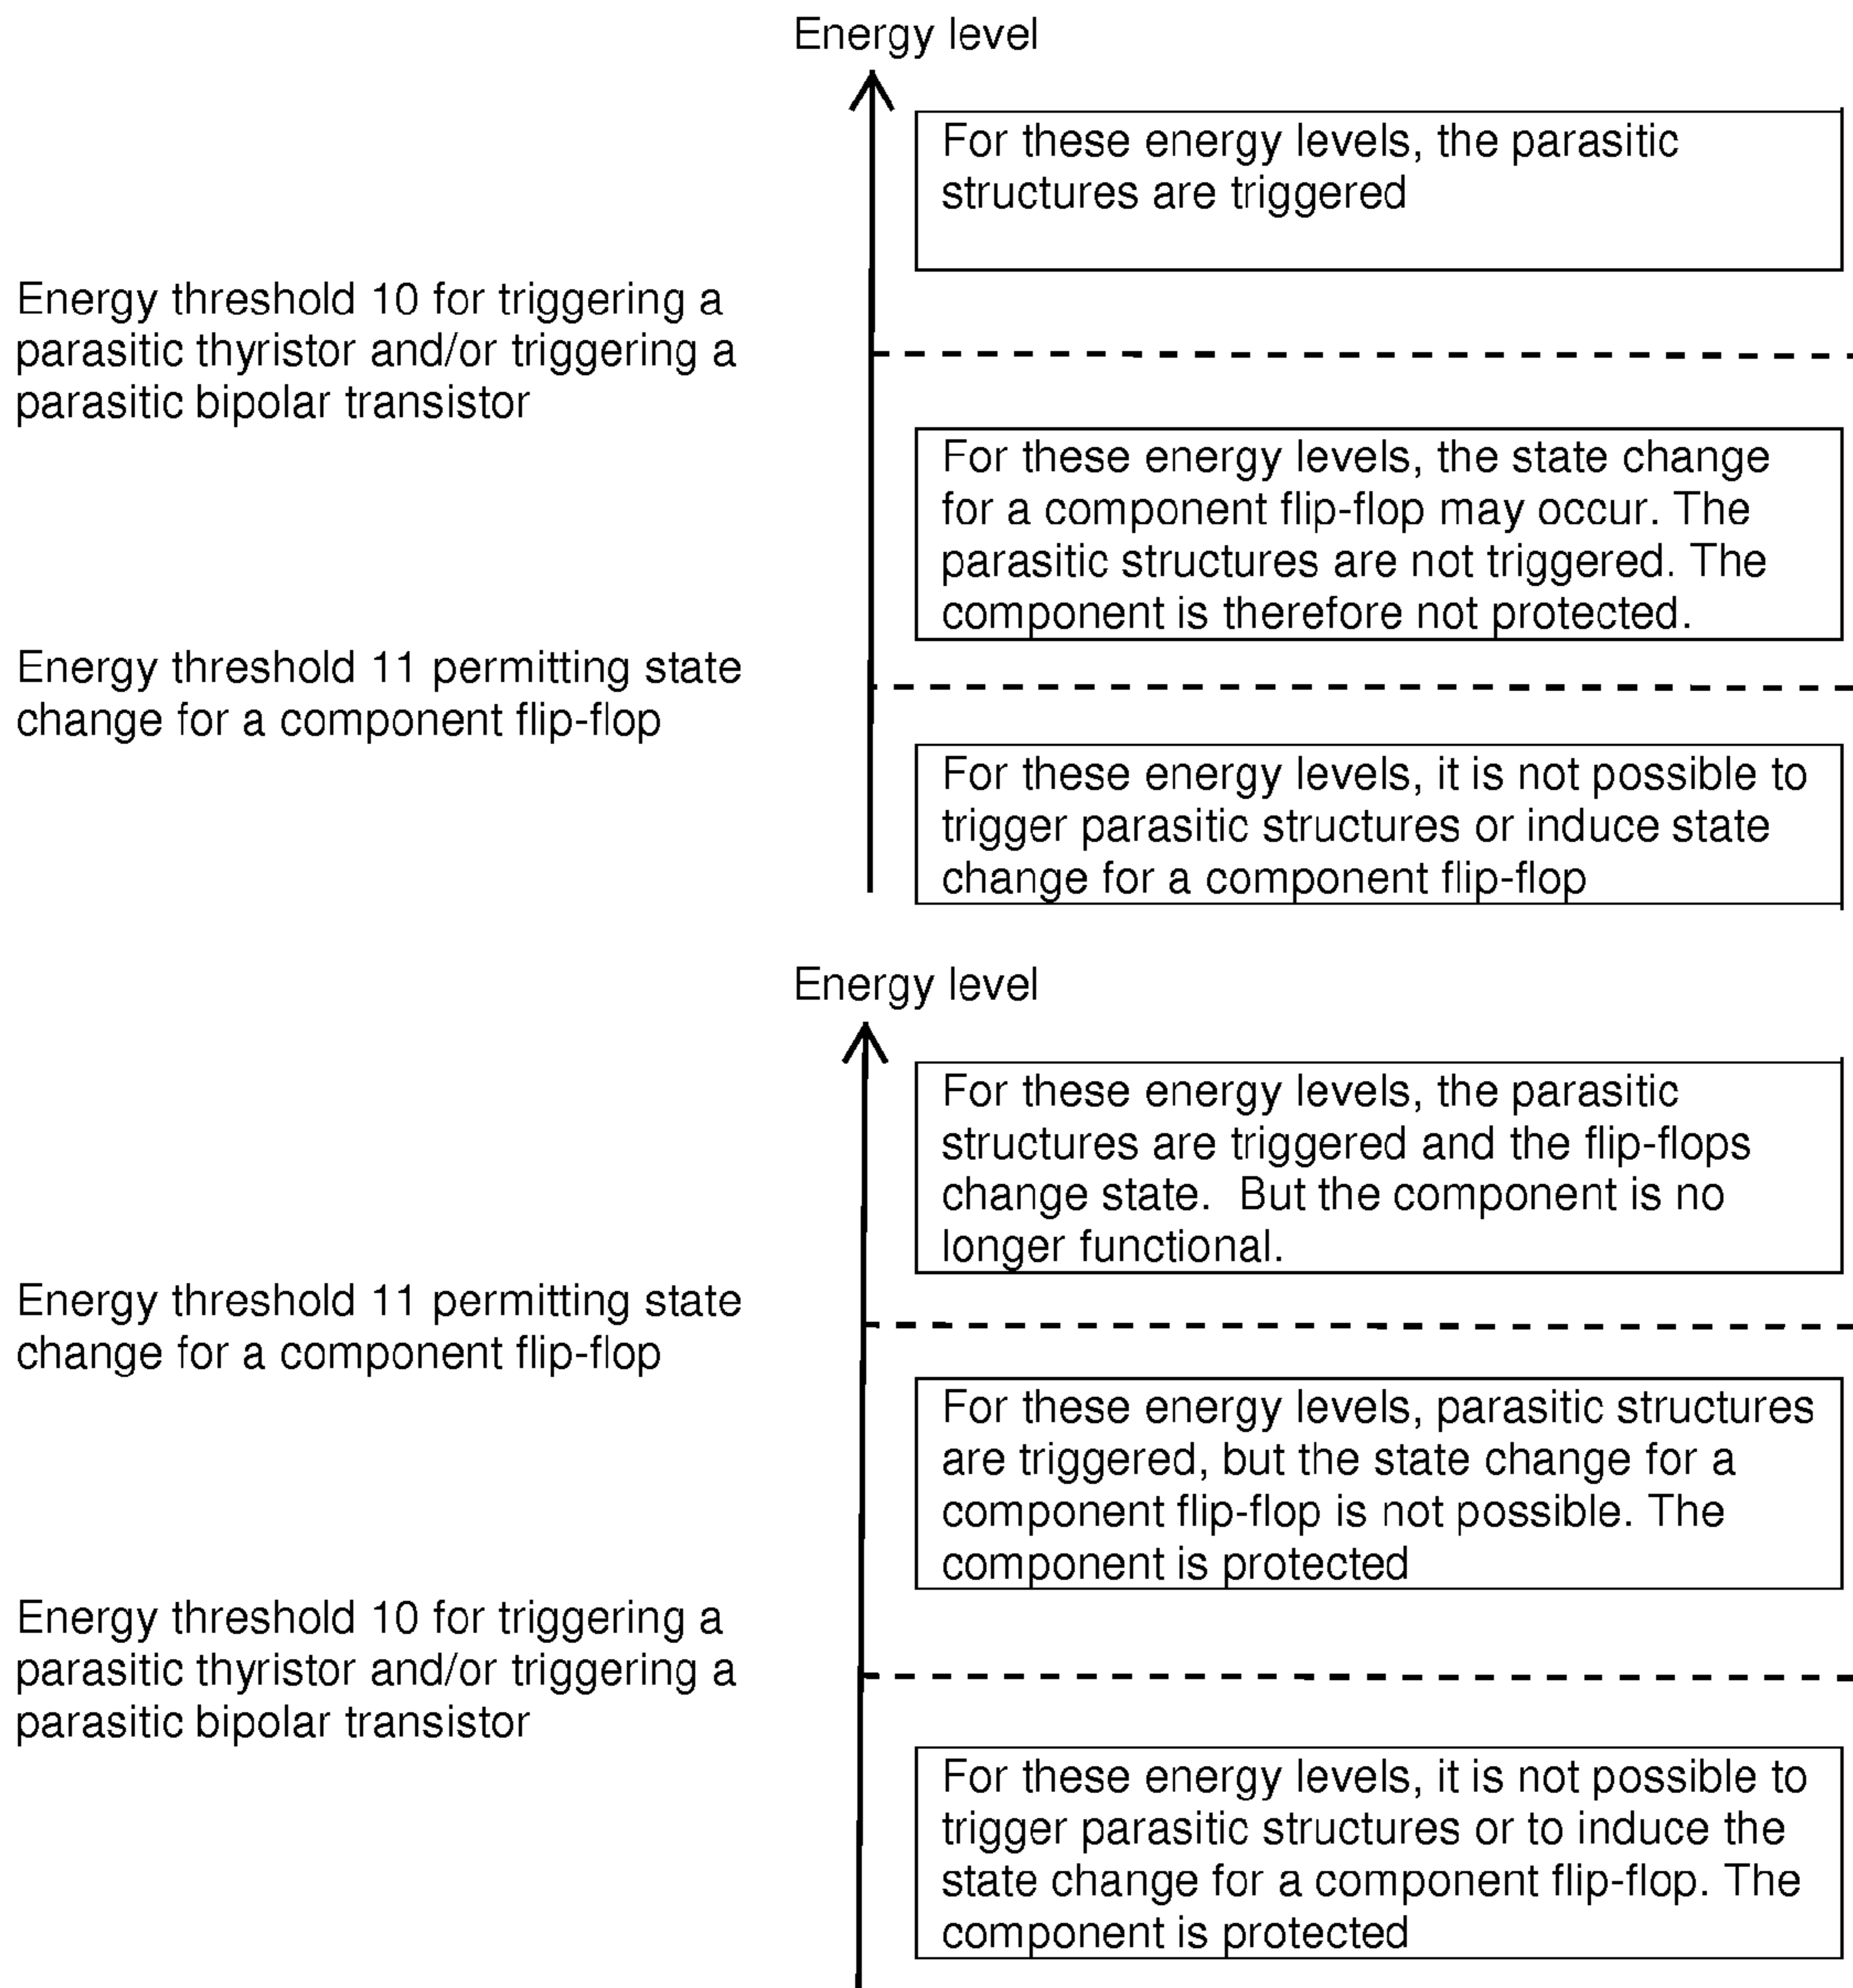 Energy level
For these energy levels, the parasitic
structures are triggered
Energy threshold 10 for triggering a
parasitic thyristor and/or triggering a
parasitic bipolar transistor
For these energy levels, the state change
for a component flip-flop may occur. The
parasitic structures are not triggered. The
component is therefore not protected.
Energy threshold 11 permitting state
change for a component flip-flop
For these energy levels, it is not possible to
trigger parasitic structures or induce state
change for a component flip-flop
Energy level
For these energy levels, the parasitic
structures are triggered and the flip-flops
change state.  But the component is no
longer functional.
Energy threshold 11 permitting state
change for a component flip-flop
For these energy levels, parasitic structures
are triggered, but the state change for a
component flip-flop is not possible. The
component is protected
Energy threshold 10 for triggering a
parasitic thyristor and/or triggering a
parasitic bipolar transistor
For these energy levels, it is not possible to
trigger parasitic structures or to induce the
state change for a component flip-flop. The
component is protected